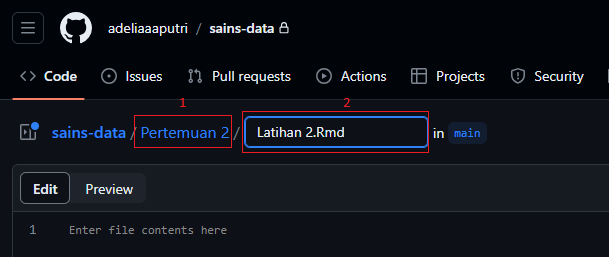 adeliaaaputri / sains-data
Code Issues Pull requests Actions Projects Security
1 2
sains-data / Pertemuan 2 / Latihan 2.Rmd in main
Edit Preview
1 Enter file contents here